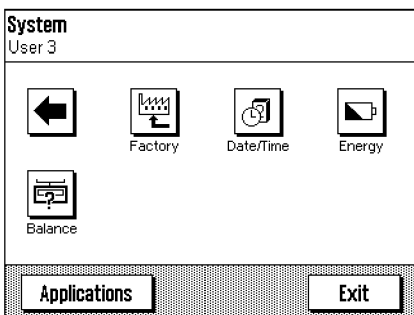 System
User 3
Factory
Date/Time
Energy
?
Balance
Applications
Exit